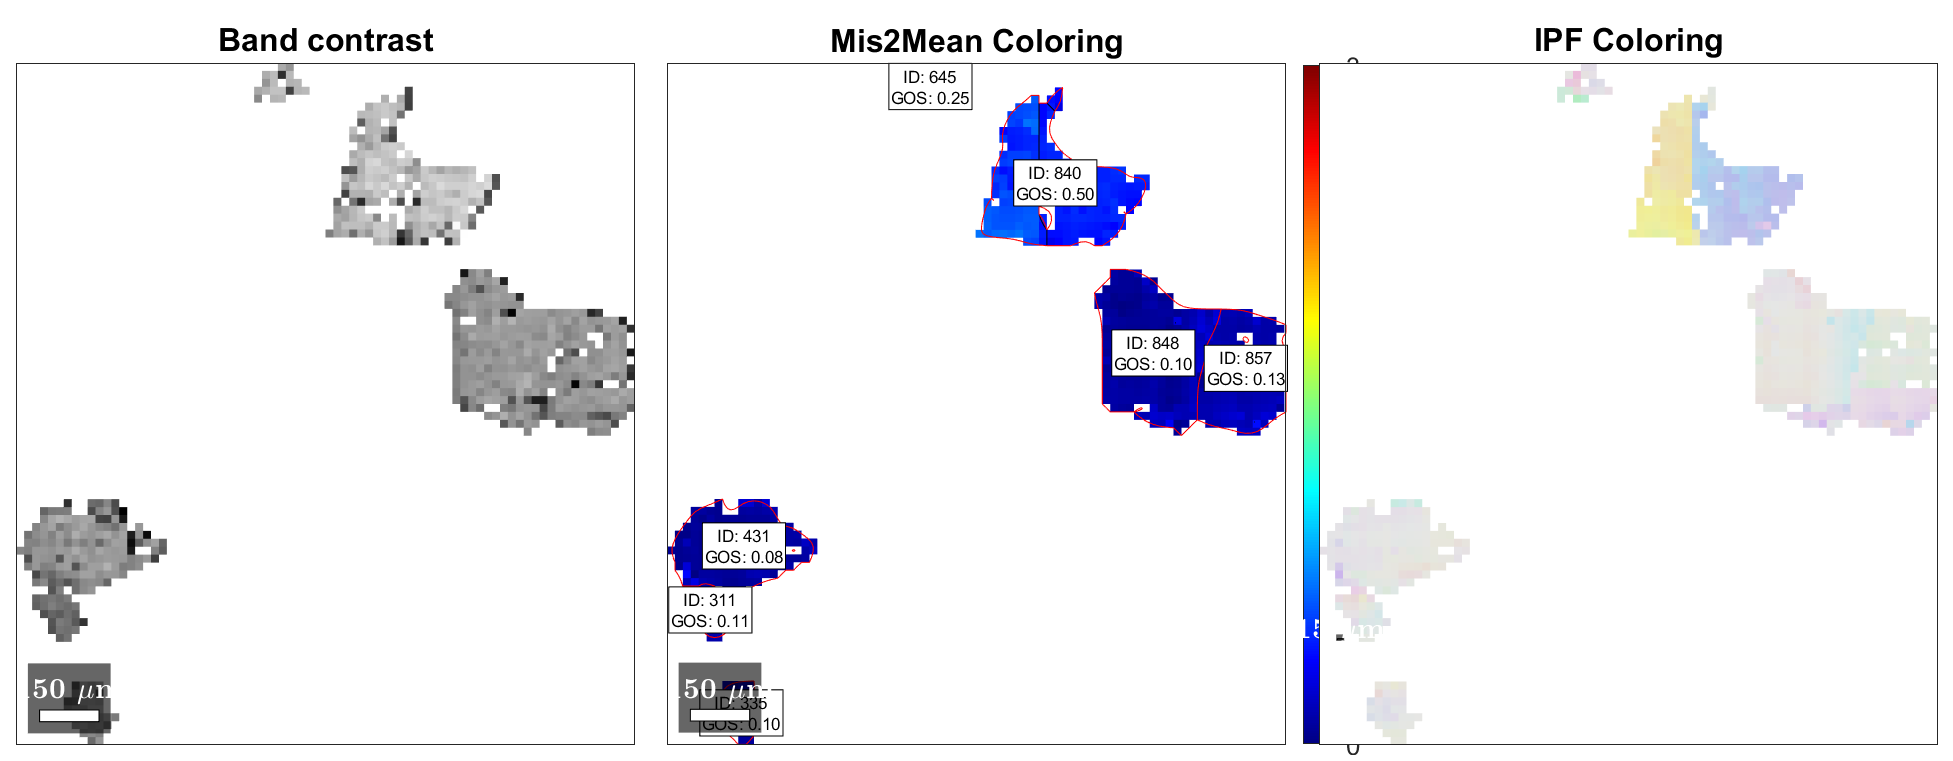 Band contrast
Mis2Mean Coloring
IPF Coloring
ID: 645
GOS: 0.25
ID: 840
GOS: 0.50
ID: 848
GOS: 0.10
ID: 857
GOS: 0.13
ID: 431
GOS: 0.08
ID: 311
GOS: 0.11
150 μm
150 μm
ID: 335
GOS: 0.10
0